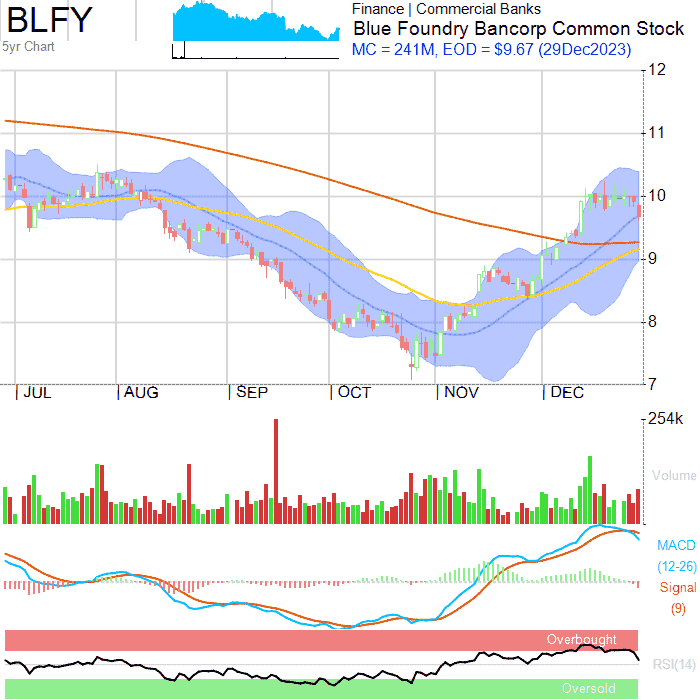 BLFY
5yr Chart
Finance | Commercial Banks
Blue Foundry Bancorp Common Stock
MC = 241M, EOD = $9.67 (29Dec2023)
12
11
10
9
8
7
JUL AUG SEP OCT NOV DEC
254k
Volume
MACD
(12-26)
Signal
(9)
Overbought
RSI(14)
Oversold